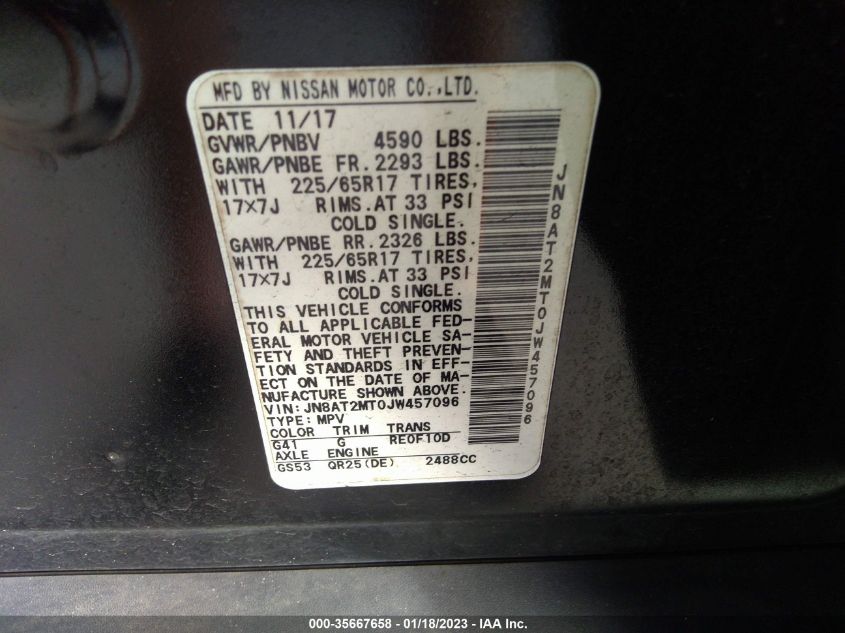 MFD BY NISSAN MOTOR CO.,LTD.
DATE 11/17
GVWR/PNBV 4590 LBS.
GAWR/PNBE FR. 2293 LBS.
WITH 225/65R17 TIRES,
17×7J RIMS.AT 33 PSI
COLD SINGLE.
GAWR/PNBE RR. 2326 LBS.
WITH 225/65R17 TIRES,
17×7J RIMS.AT 33 PSI
COLD SINGLE.
THIS VEHICLE CONFORMS
TO ALL APPLICABLE FED-
ERAL MOTOR VEHICLE SA-
FETY AND THEFT PREVEN-
TION STANDARDS IN EFF-
ECT ON THE DATE OF MA-
NUFACTURE SHOWN ABOVE.
VIN: JN8AT2MT0JW457096
TYPE: MPV
COLOR TRIM TRANS
G41 G RE0F10D
AXLE ENGINE
GS53 QR25(DE) 2488CC
JN8AT2MT0JW457096
000-35667658 - 01/18/2023 - IAA Inc.